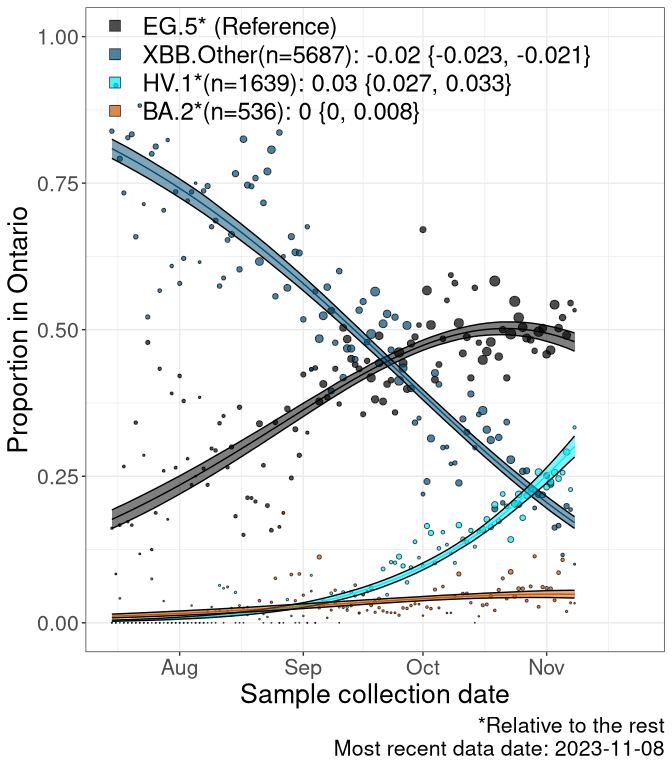 EG.5* (Reference)
XBB.Other(n=5687): -0.02 {-0.023, -0.021}
HV.1*(n=1639): 0.03 {0.027, 0.033}
BA.2*(n=536): 0 {0, 0.008}
1.00
0.75
0.50
0.25
0.00
Proportion in Ontario
Aug Sep Oct Nov
Sample collection date
*Relative to the rest
Most recent data date: 2023-11-08